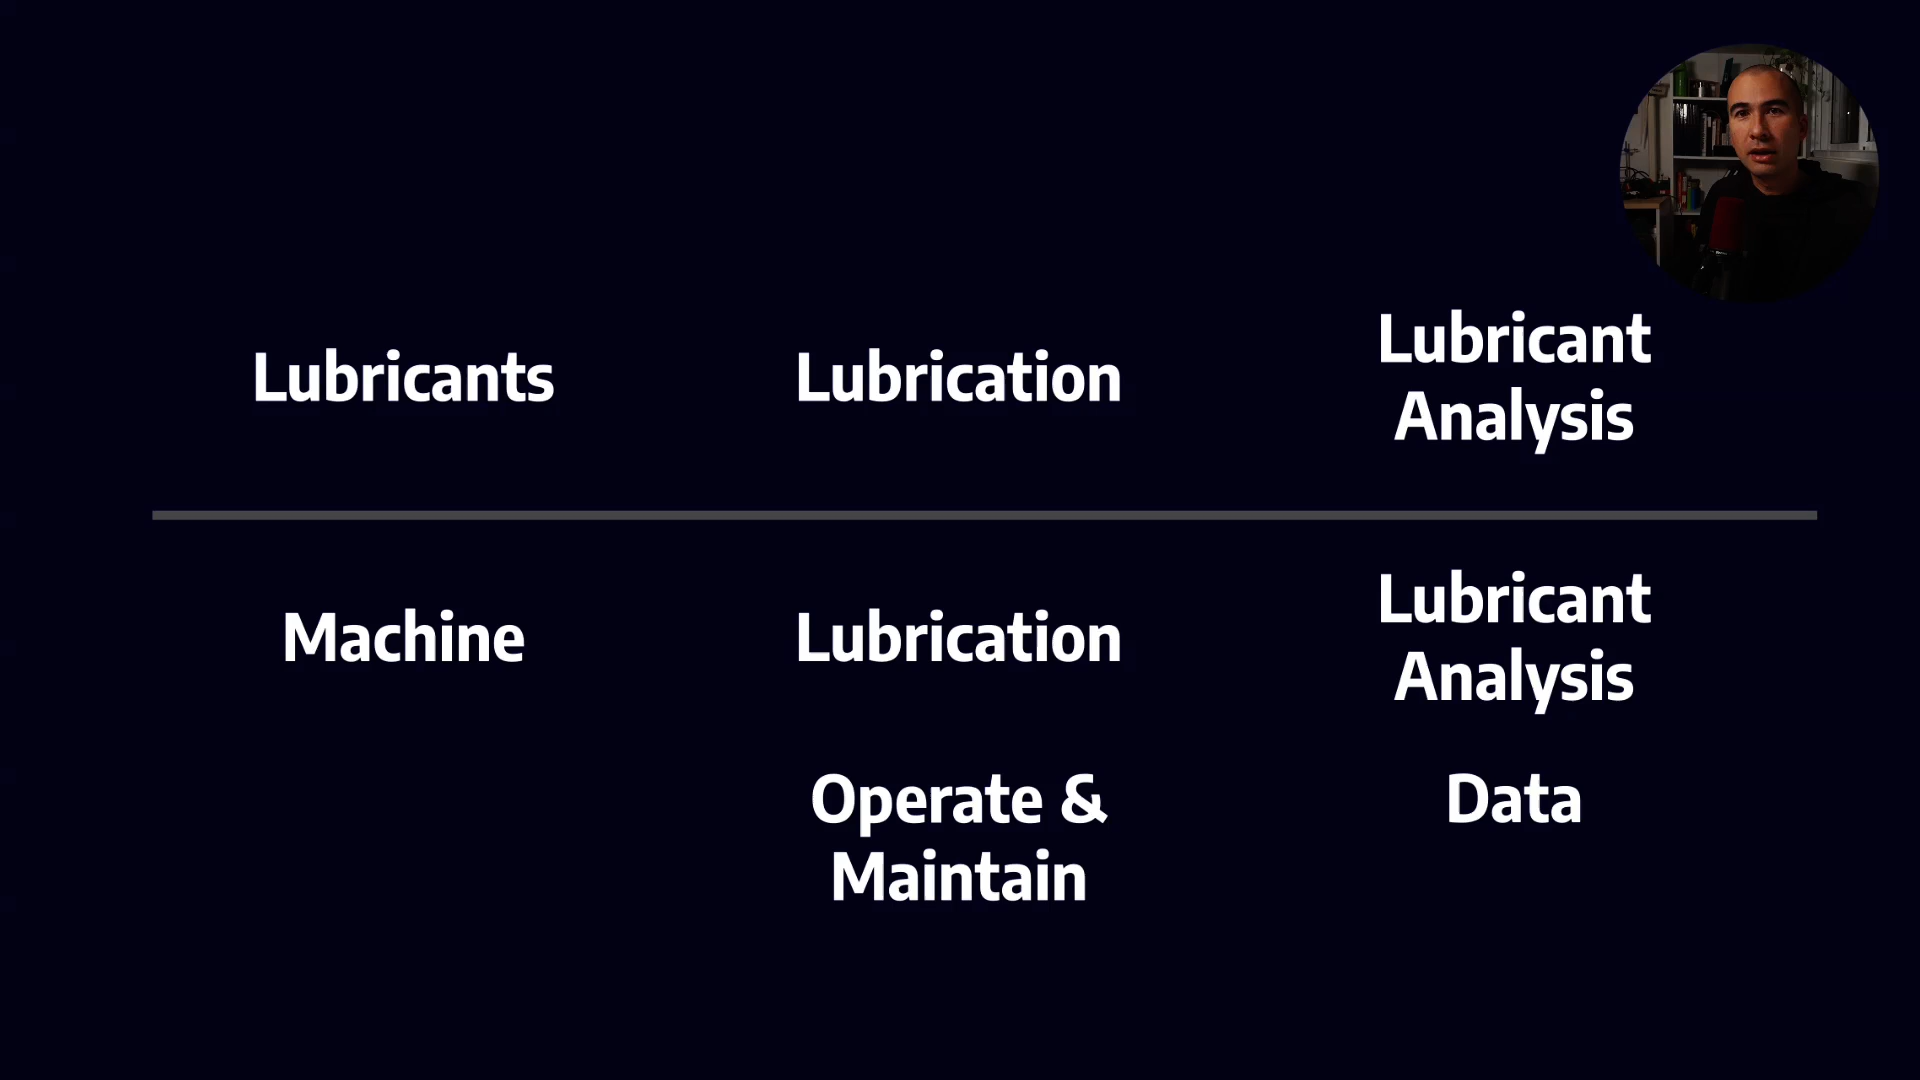 Lubricants
Lubrication
Lubricant
Analysis
Machine
Lubrication
Lubricant
Analysis
Operate &
Maintain
Data